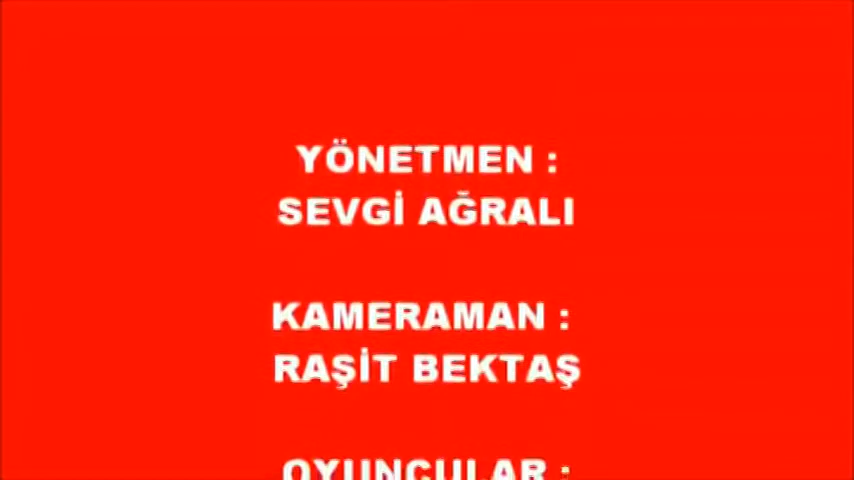 YÖNETMEN :
SEVGİ AĞRALI
KAMERAMAN :
RAŞİT BEKTAŞ
OYUNCULAR :